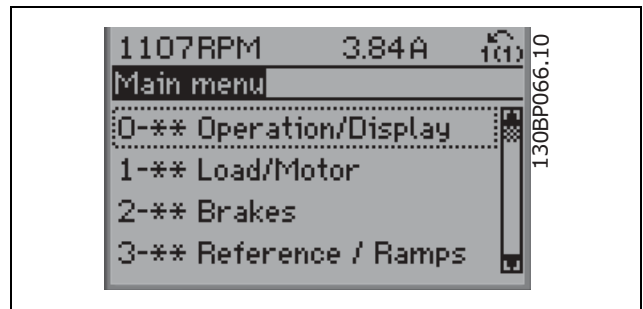 1107RPM 3.84A 1(1)
Main menu
0-** Operation/Display
1-** Load/Motor
2-** Brakes
3-** Reference / Ramps
130BP066.10